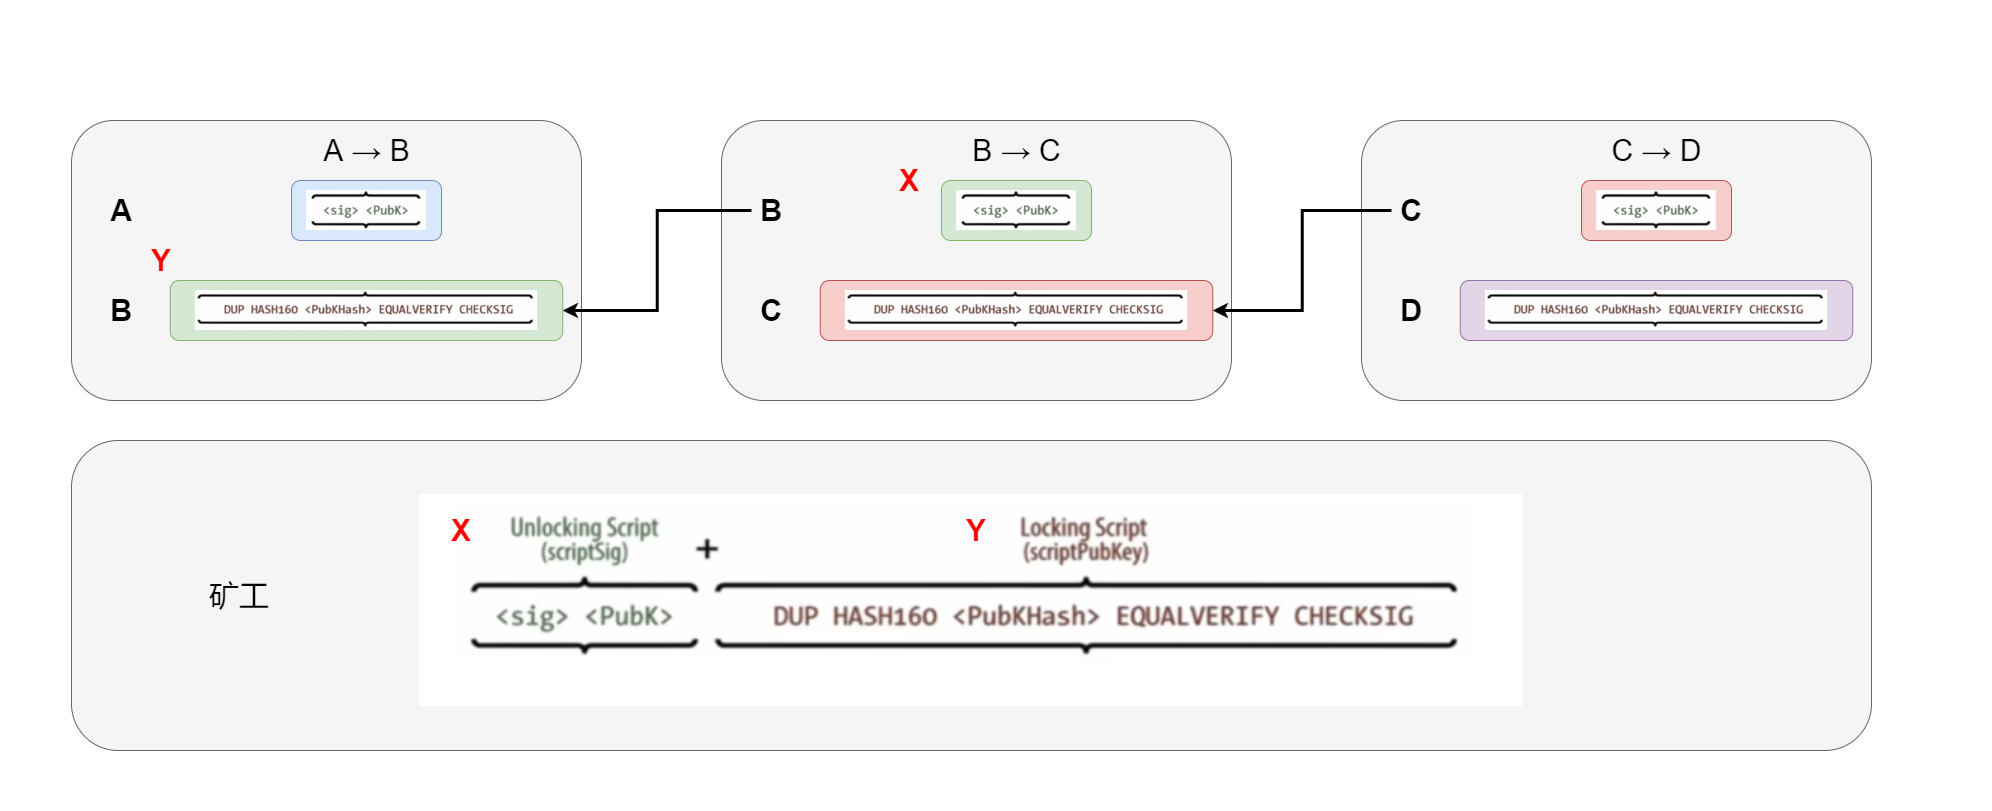 A → B
A
<sig> <PubK>
Y
B
DUP HASH160 <PubKHash> EQUALVERIFY CHECKSIG
B → C
X
B
<sig> <PubK>
C
DUP HASH160 <PubKHash> EQUALVERIFY CHECKSIG
C → D
C
<sig> <PubK>
D
DUP HASH160 <PubKHash> EQUALVERIFY CHECKSIG
矿工
X
Unlocking Script
(scriptSig)
+
Y
Locking Script
(scriptPubKey)
<sig> <PubK>
DUP HASH160 <PubKHash> EQUALVERIFY CHECKSIG